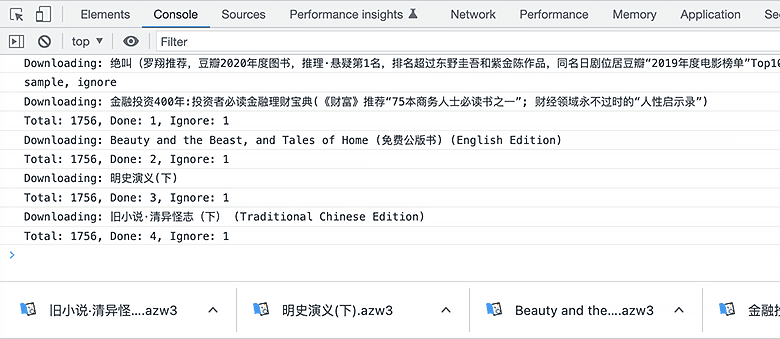 Elements Console Sources Performance insights Network Performance Memory Application Se
top Filter
Downloading: 绝叫（罗翔推荐，豆瓣2020年度图书，推理·悬疑第1名，排名超过东野圭吾和紫金陈作品，同名日剧位居豆瓣“2019年度电影榜单”Top10
sample, ignore
Downloading: 金融投资400年:投资者必读金融理财宝典(《财富》推荐“75本商务人士必读书之一”; 财经领域永不过时的“人性启示录”)
Total: 1756, Done: 1, Ignore: 1
Downloading: Beauty and the Beast, and Tales of Home (免费公版书) (English Edition)
Total: 1756, Done: 2, Ignore: 1
Downloading: 明史演义(下)
Total: 1756, Done: 3, Ignore: 1
Downloading: 旧小说·清异怪志（下） (Traditional Chinese Edition)
Total: 1756, Done: 4, Ignore: 1
旧小说·清异怪....azw3 明史演义(下).azw3 Beauty and the....azw3 金融投